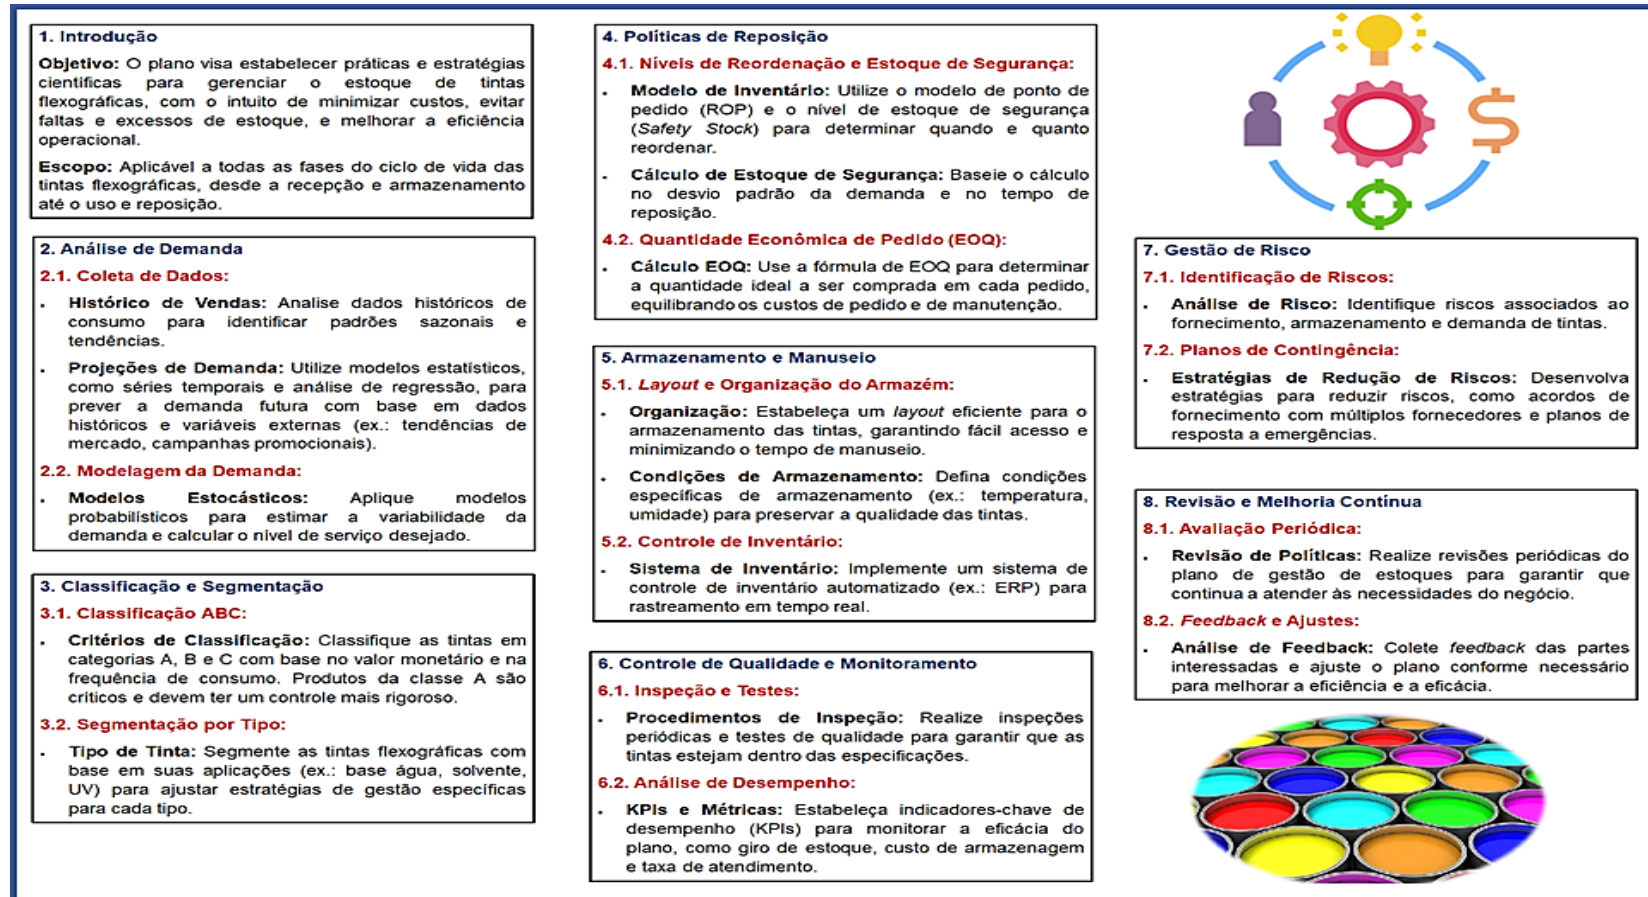 1. Introdução
Objetivo: O plano visa estabelecer práticas e estratégias
científicas para gerenciar o estoque de tintas
flexográficas, com o intuito de minimizar custos, evitar
faltas e excessos de estoque, e melhorar a eficiência
operacional.
Escopo: Aplicável a todas as fases do ciclo de vida das
tintas flexográficas, desde a recepção e armazenamento
até o uso e reposição.
2. Análise de Demanda
2.1. Coleta de Dados:
• Histórico de Vendas: Analise dados históricos de
consumo para identificar padrões sazonais e
tendências.
• Projeções de Demanda: Utilize modelos estatísticos,
como séries temporais e análise de regressão, para
prever a demanda futura com base em dados
históricos e variáveis externas (ex.: tendências de
mercado, campanhas promocionais).
2.2. Modelagem da Demanda:
• Modelos Estocásticos: Aplique modelos
probabilísticos para estimar a variabilidade da
demanda e calcular o nível de serviço desejado.
3. Classificação e Segmentação
3.1. Classificação ABC:
• Critérios de Classificação: Classifique as tintas em
categorias A, B e C com base no valor monetário e na
frequência de consumo. Produtos da classe A são
críticos e devem ter um controle mais rigoroso.
3.2. Segmentação por Tipo:
• Tipo de Tinta: Segmente as tintas flexográficas com
base em suas aplicações (ex.: base água, solvente,
UV) para ajustar estratégias de gestão específicas
para cada tipo.
4. Políticas de Reposição
4.1. Níveis de Reordenação e Estoque de Segurança:
• Modelo de Inventário: Utilize o modelo de ponto de
pedido (ROP) e o nível de estoque de segurança
(Safety Stock) para determinar quando e quanto
reordenar.
• Cálculo de Estoque de Segurança: Baseie o cálculo
no desvio padrão da demanda e no tempo de
reposição.
4.2. Quantidade Econômica de Pedido (EOQ):
• Cálculo EOQ: Use a fórmula de EOQ para determinar
a quantidade ideal a ser comprada em cada pedido,
equilibrando os custos de pedido e de manutenção.
5. Armazenamento e Manuseio
5.1. Layout e Organização do Armazém:
• Organização: Estabeleça um layout eficiente para o
armazenamento das tintas, garantindo fácil acesso e
minimizando o tempo de manuseio.
• Condições de Armazenamento: Defina condições
específicas de armazenamento (ex.: temperatura,
umidade) para preservar a qualidade das tintas.
5.2. Controle de Inventário:
• Sistema de Inventário: Implemente um sistema de
controle de inventário automatizado (ex.: ERP) para
rastreamento em tempo real.
6. Controle de Qualidade e Monitoramento
6.1. Inspeção e Testes:
• Procedimentos de Inspeção: Realize inspeções
periódicas e testes de qualidade para garantir que as
tintas estejam dentro das especificações.
6.2. Análise de Desempenho:
• KPIs e Métricas: Estabeleça indicadores-chave de
desempenho (KPIs) para monitorar a eficácia do
plano, como giro de estoque, custo de armazenagem
e taxa de atendimento.
7. Gestão de Risco
7.1. Identificação de Riscos:
• Análise de Risco: Identifique riscos associados ao
fornecimento, armazenamento e demanda de tintas.
7.2. Planos de Contingência:
• Estratégias de Redução de Riscos: Desenvolva
estratégias para reduzir riscos, como acordos de
fornecimento com múltiplos fornecedores e planos de
resposta a emergências.
8. Revisão e Melhoria Contínua
8.1. Avaliação Periódica:
• Revisão de Políticas: Realize revisões periódicas do
plano de gestão de estoques para garantir que
continua a atender às necessidades do negócio.
8.2. Feedback e Ajustes:
• Análise de Feedback: Colete feedback das partes
interessadas e ajuste o plano conforme necessário
para melhorar a eficiência e a eficácia.